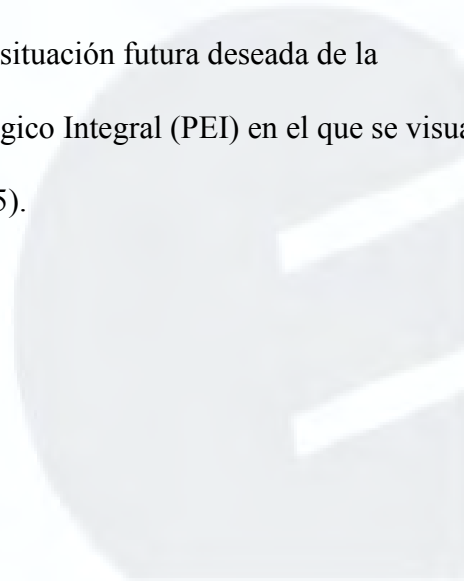 situación futura deseada de la
gico Integral (PEI) en el que se visua
5).